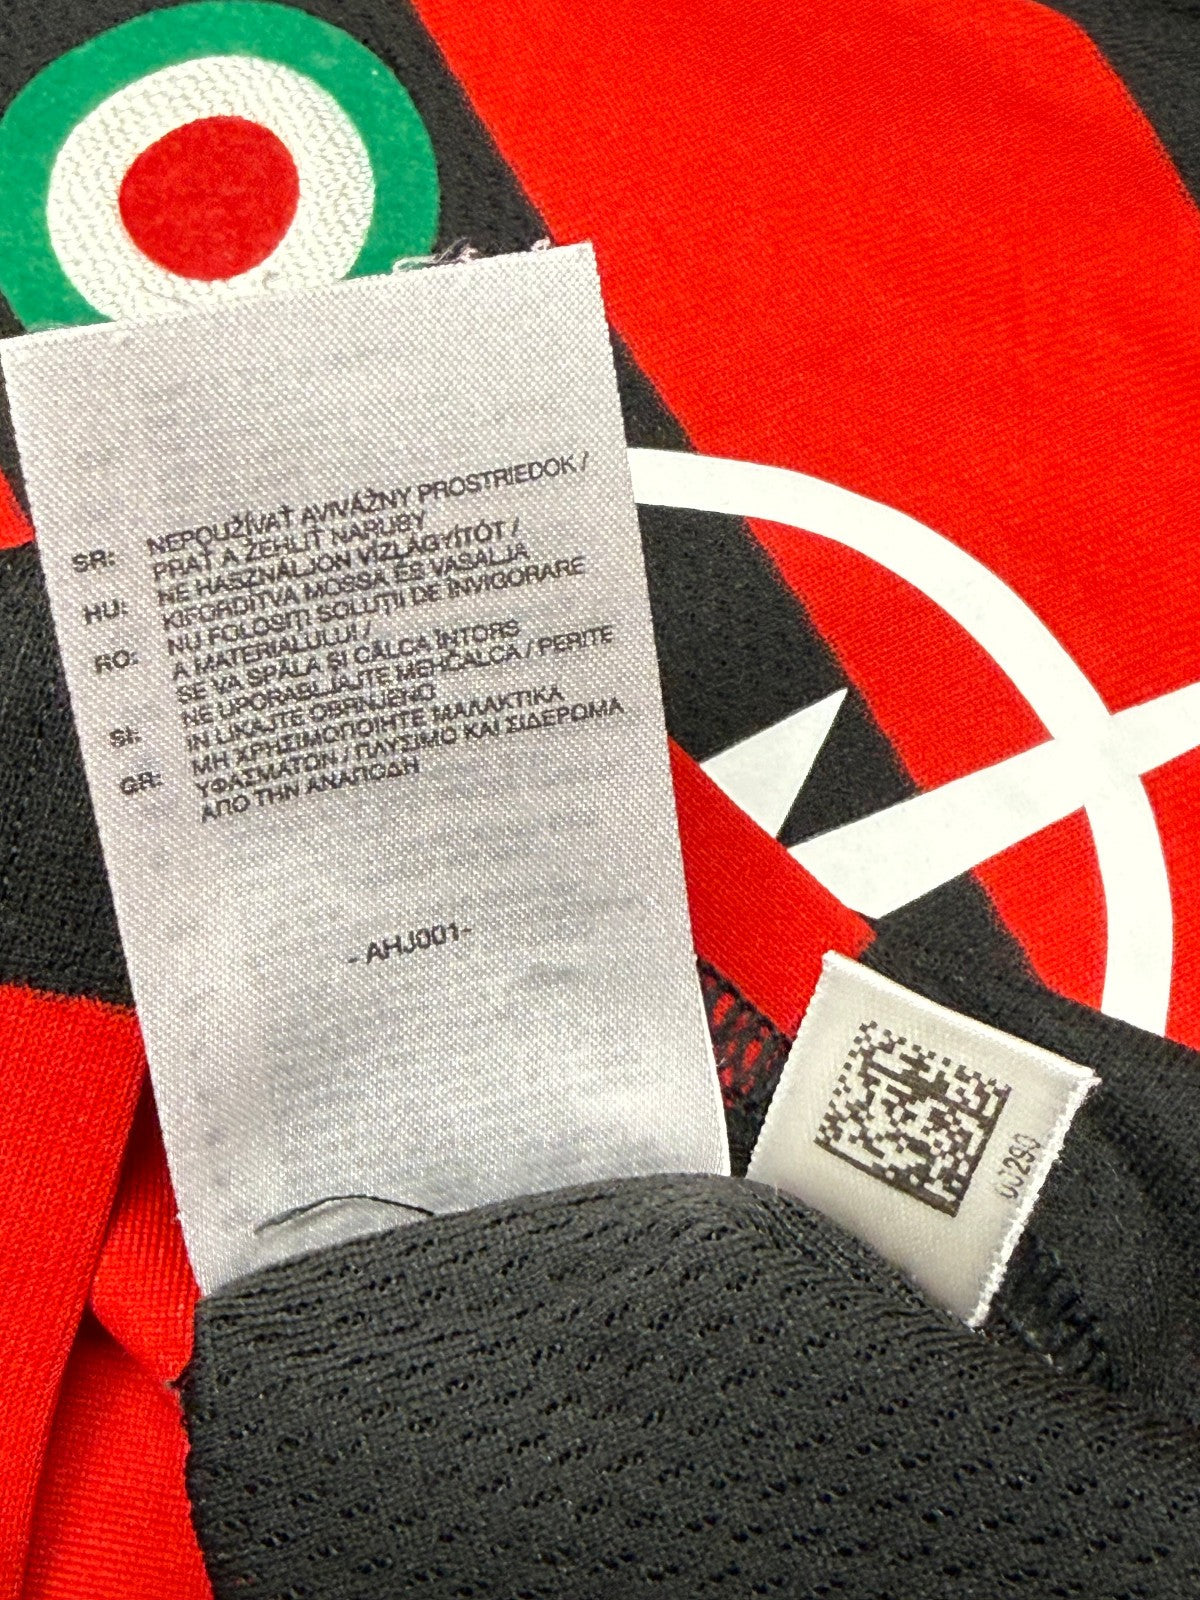 SR: NEPOUŽÍVAŤ AVIVÁŽNY PROSTRIEDOK /
PRAŤ A ŽEHLIŤ NARUBY
HU: NE HASZNÁLJON VÍZLÁGYÍTÓT /
KIFORDÍTVA MOSSA ÉS VASALJA
RO: NU FOLOSIȚI SOLUȚII DE ÎNVIGORARE
A MATERIALULUI /
SE VA SPĂLA ȘI CĂLCA ÎNTORS
SI: NE UPORABLJAJTE MEHČALCA / PERITE
IN LIKAJTE OBRNJENO
GR: ΜΗ ΧΡΗΣΙΜΟΠΟΙΗΤΕ ΜΑΛΑΚΤΙΚΑ
ΥΦΑΣΜΑΤΩΝ / ΠΛΥΣΙΜΟ ΚΑΙ ΣΙΔΕΡΩΜΑ
ΑΠΟ ΤΗΝ ΑΝΑΠΟΔΗ
- AHJ001-